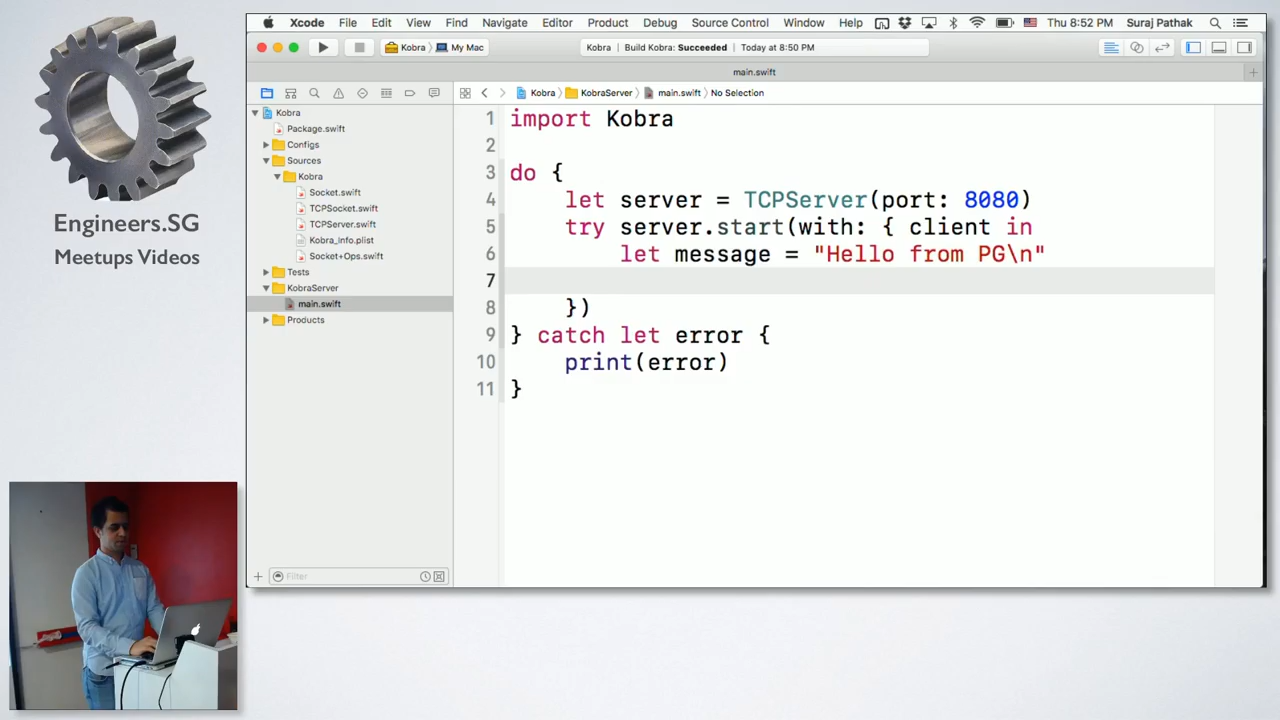 Engineers.SG
Meetups Videos
Xcode File Edit View Find Navigate Editor Product Debug Source Control Window Help Thu 8:52 PM Suraj Pathak
Kobra My Mac
Kobra Build Kobra: Succeeded Today at 8:50 PM
main.swift
Kobra KobraServer main.swift No Selection
Kobra
Package.swift
Configs
Sources
Kobra
Socket.swift
TCPSocket.swift
TCPServer.swift
Kobra_Info.plist
Socket+Ops.swift
Tests
KobraServer
main.swift
Products
Filter
1 import Kobra
2
3 do {
4 let server = TCPServer(port: 8080)
5 try server.start(with: { client in
6 let message = "Hello from PG\n"
7
8 })
9 } catch let error {
10 print(error)
11 }